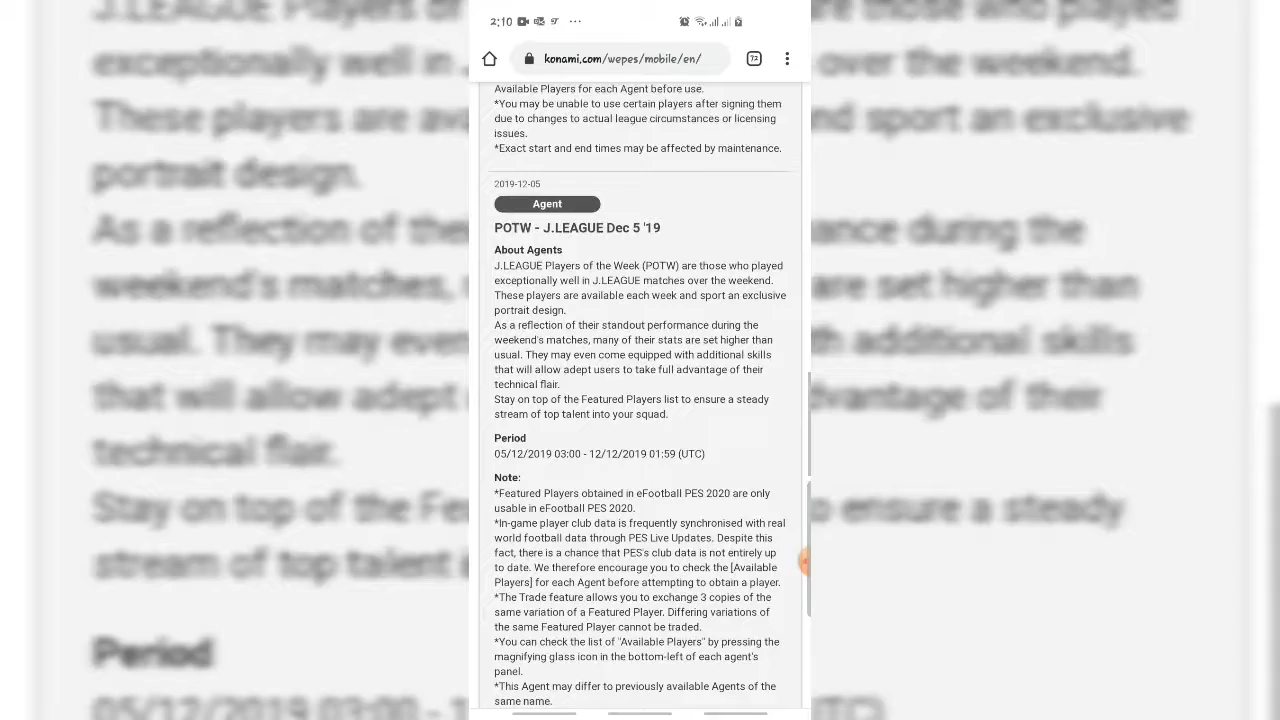 2:10
konami.com/wepes/mobile/en/
72
Available Players for each Agent before use.
*You may be unable to use certain players after signing them
due to changes to actual league circumstances or licensing
issues.
*Exact start and end times may be affected by maintenance.
2019-12-05
Agent
POTW - J.LEAGUE Dec 5 '19
About Agents
J.LEAGUE Players of the Week (POTW) are those who played
exceptionally well in J.LEAGUE matches over the weekend.
These players are available each week and sport an exclusive
portrait design.
As a reflection of their standout performance during the
weekend's matches, many of their stats are set higher than
usual. They may even come equipped with additional skills
that will allow adept users to take full advantage of their
technical flair.
Stay on top of the Featured Players list to ensure a steady
stream of top talent into your squad.
Period
05/12/2019 03:00 - 12/12/2019 01:59 (UTC)
Note:
*Featured Players obtained in eFootball PES 2020 are only
usable in eFootball PES 2020.
*In-game player club data is frequently synchronised with real
world football data through PES Live Updates. Despite this
fact, there is a chance that PES's club data is not entirely up
to date. We therefore encourage you to check the [Available
Players] for each Agent before attempting to obtain a player.
*The Trade feature allows you to exchange 3 copies of the
same variation of a Featured Player. Differing variations of
the same Featured Player cannot be traded.
*You can check the list of "Available Players" by pressing the
magnifying glass icon in the bottom-left of each agent's
panel.
*This Agent may differ to previously available Agents of the
same name.